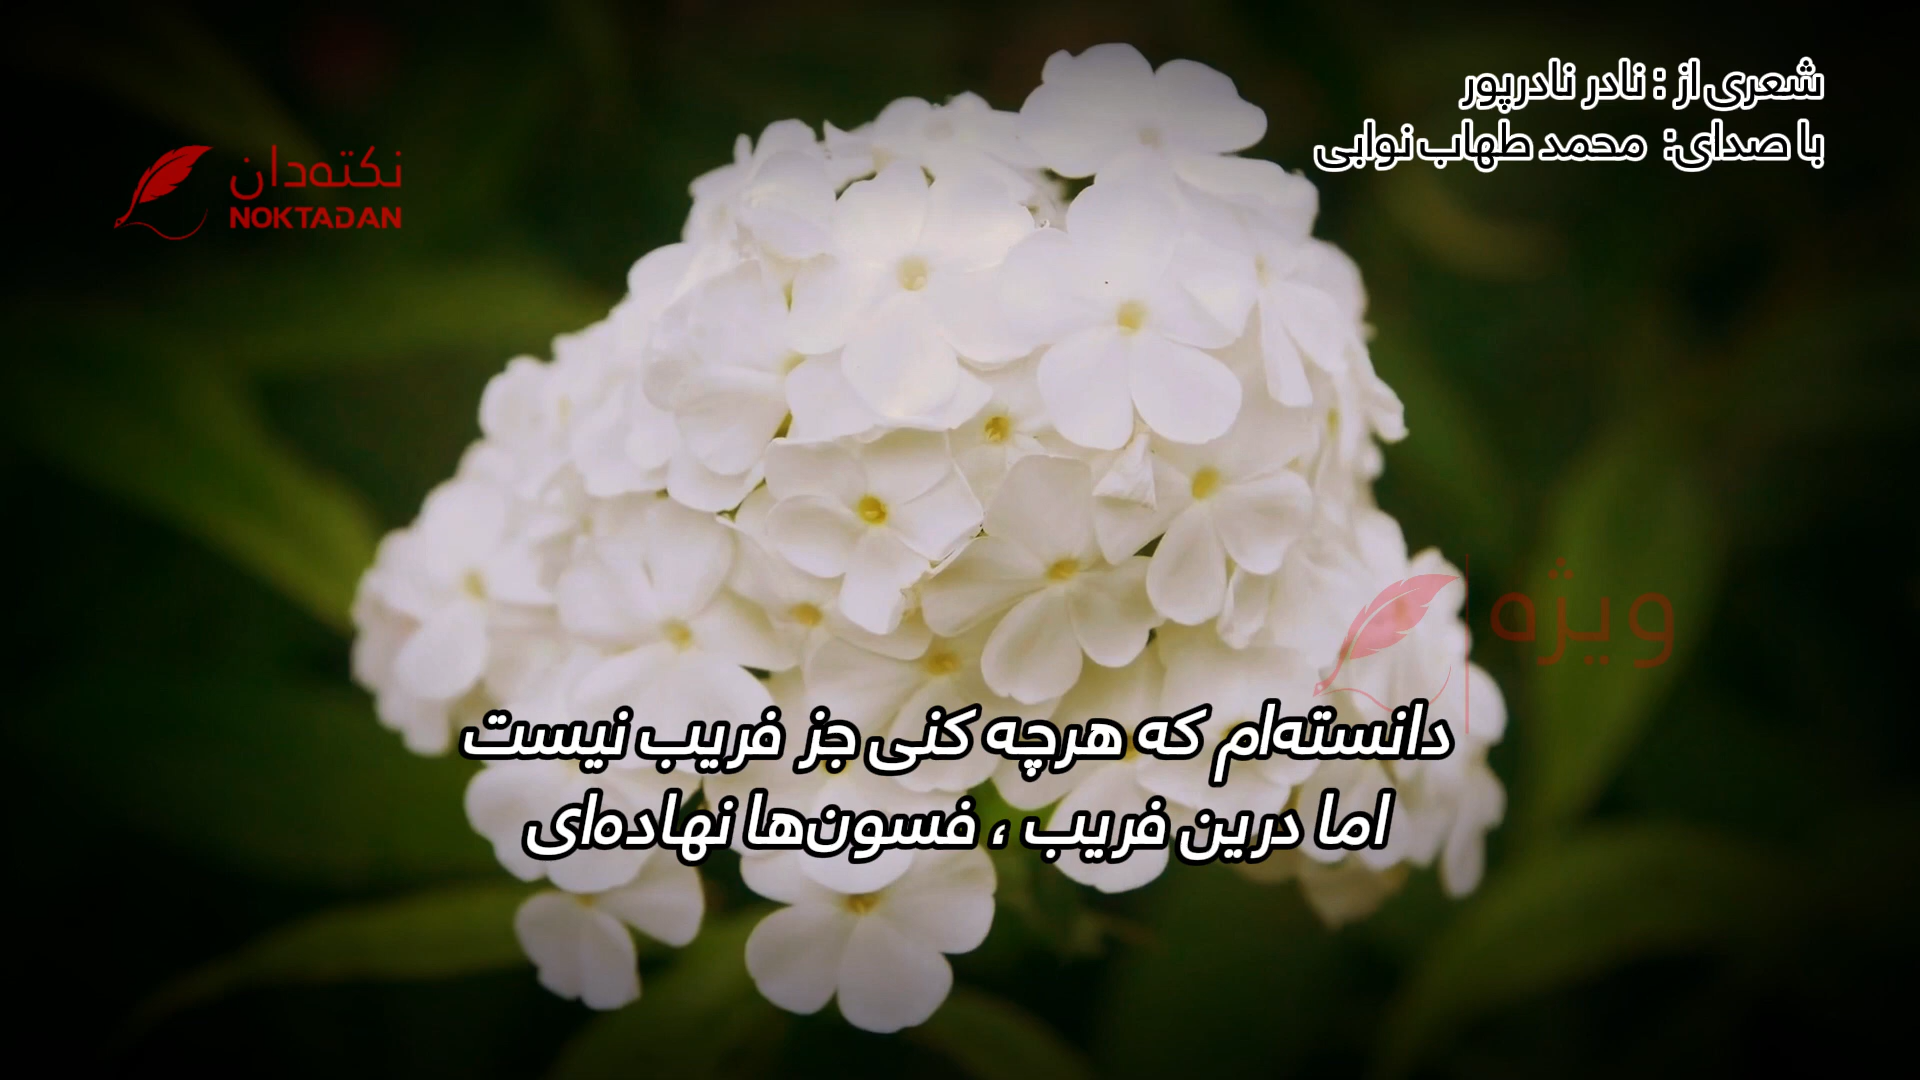 شعری از : نادر نادرپور
با صدای: محمد طهاب نوابی
نکته‌دان
NOKTADAN
ویژه
دانسته‌ام که هرچه کنی جز فریب نیست
اما درین فریب ، فسون‌ها نهاده‌ای